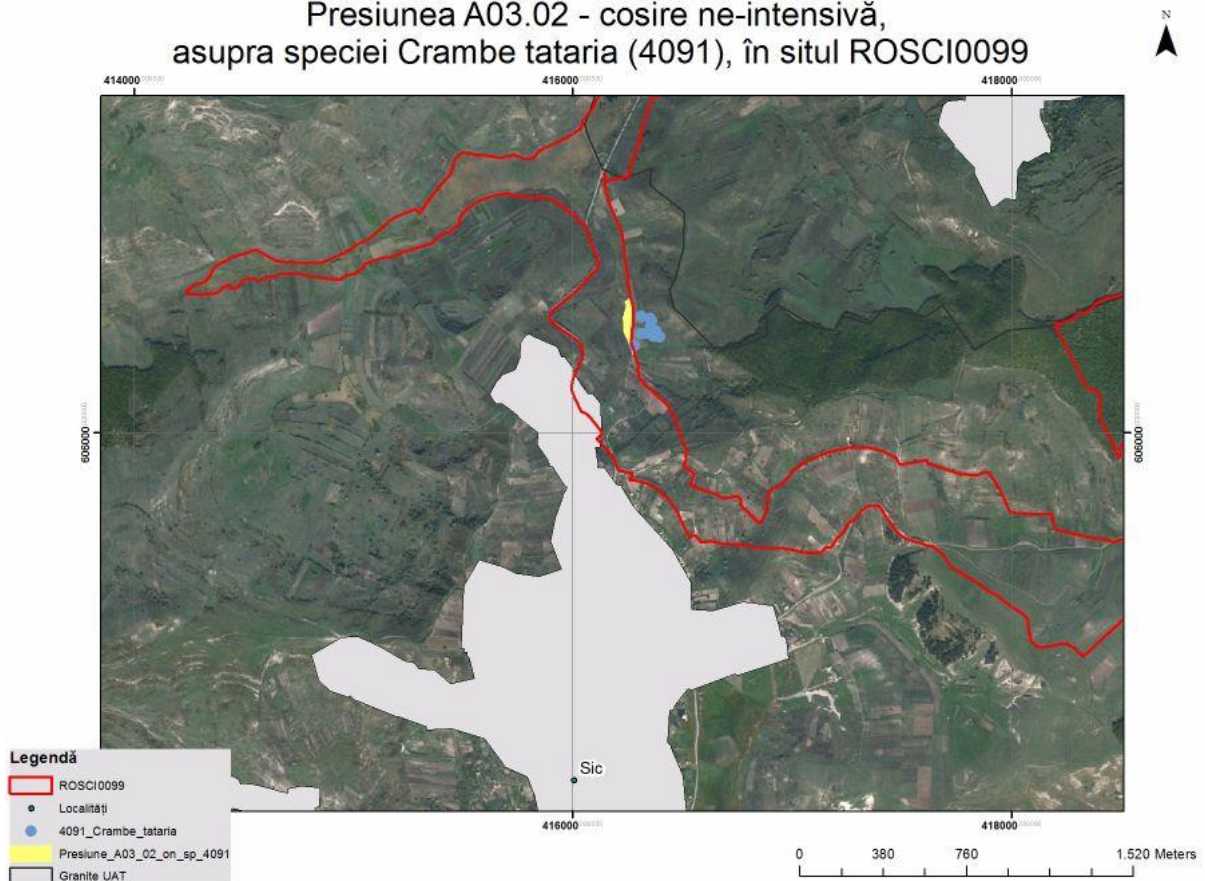 Presiunea A03.02 - cosire ne-intensivă,
asupra speciei Crambe tataria (4091), în situl ROSCI0099
N
414000 416000 418000
606000 606000
Sic
Legendă
ROSCI0099
Localități
4091_Crambe_tataria
Presiune_A03_02_on_sp_4091
Granite UAT
416000 418000
0 380 760 1.520 Meters